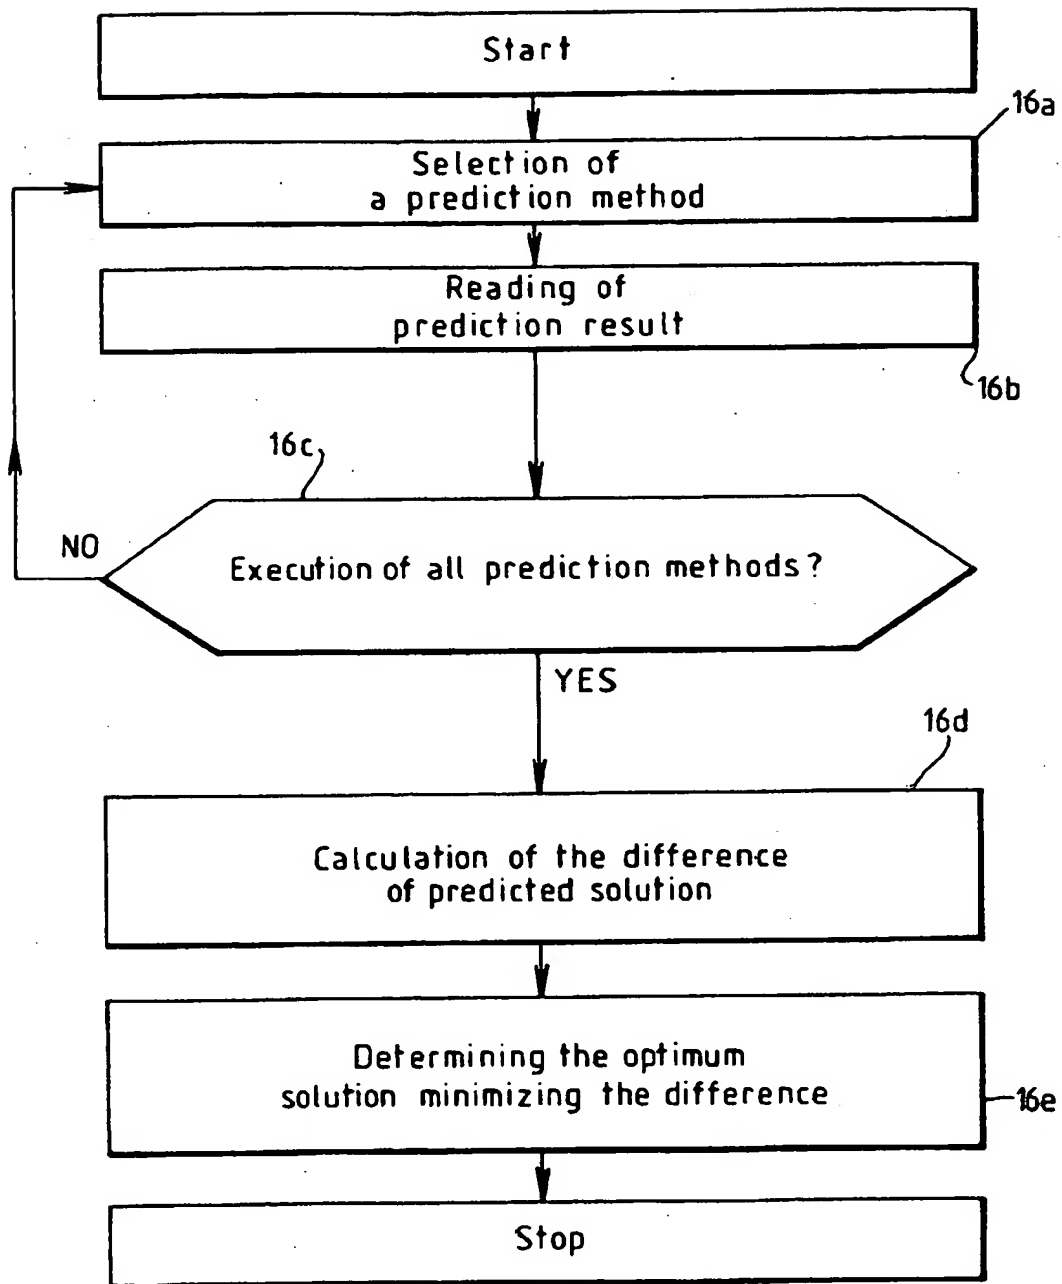 Start
16a
Selection of
a prediction method
Reading of
prediction result
16b
16c
NO
Execution of all prediction methods?
YES
16d
Calculation of the difference
of predicted solution
Determining the optimum
solution minimizing the difference
16e
Stop